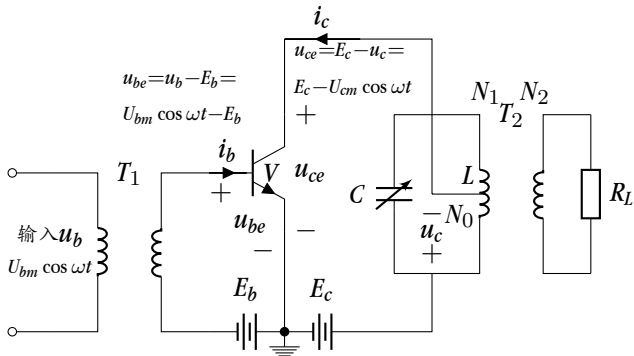 i_c
u_ce=E_c−u_c=
E_c−U_cm cos ωt
u_be=u_b−E_b=
U_bm cos ωt−E_b
+
N_1
T_2
N_2
T_1
i_b
+
V
u_ce
C
L
R_L
u_be
−
−
−
N_0
u_c
+
输入u_b
U_bm cos ωt
E_b
E_c